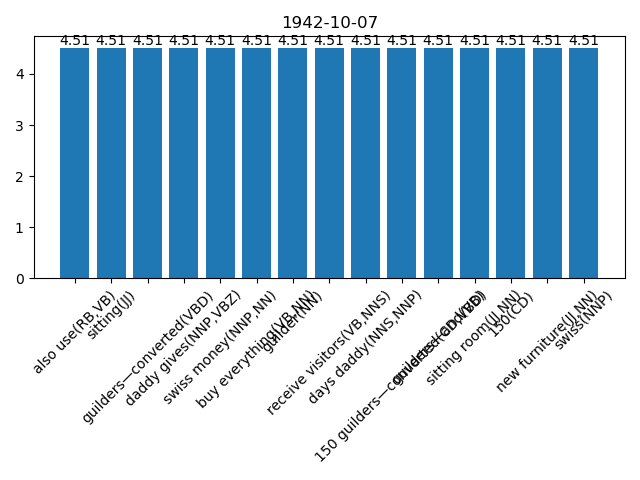 1942-10-07
4.51 4.51 4.51 4.51 4.51 4.51 4.51 4.51 4.51 4.51 4.51 4.51 4.51 4.51 4.51
4
3
2
1
0
also use(RB,VB)
sitting(JJ)
guilders—converted(VBD)
daddy gives(NNP,VBZ)
swiss money(NNP,NN)
buy everything(VB,NN)
guilder(NN)
receive visitors(VB,NNS)
days daddy(NNS,NNP)
150 guilders—converted(CD,VBD)
sitting room(JJ,NN)
150(CD)
new furniture(JJ,NN)
swiss(NNP)